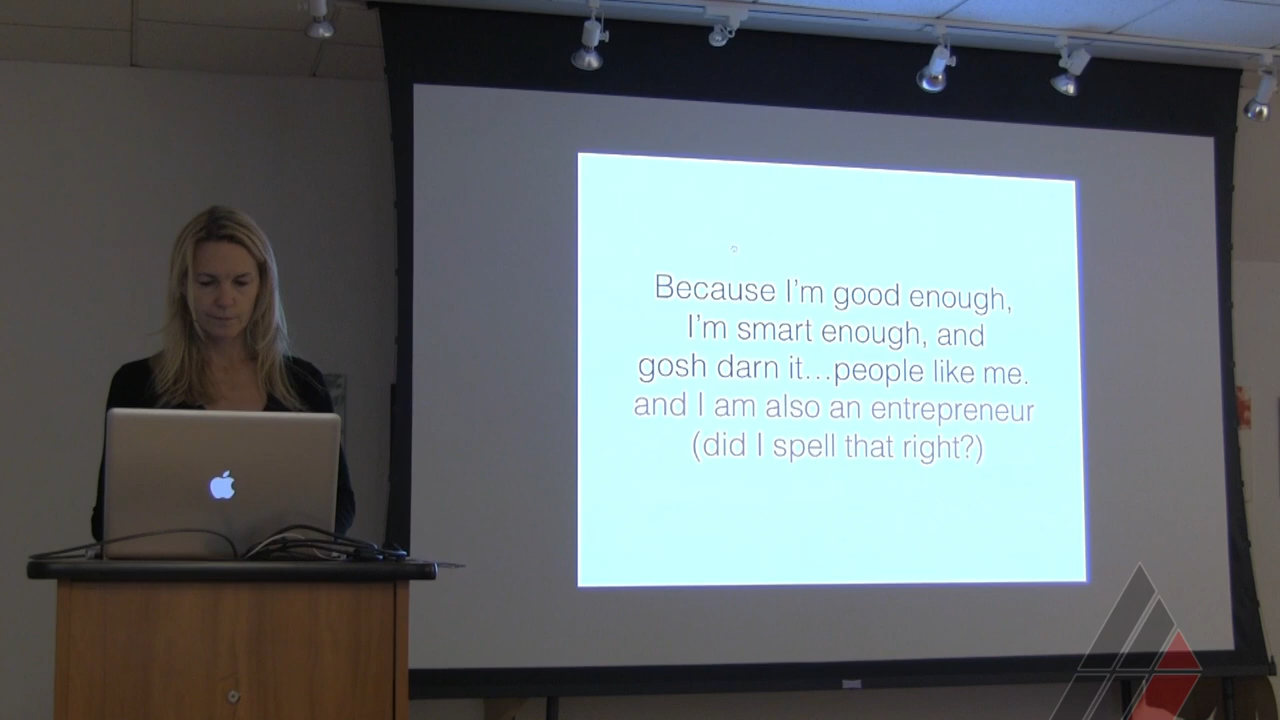 Because I'm good enough,
I'm smart enough, and
gosh darn it...people like me.
and I am also an entrepreneur
(did I spell that right?)